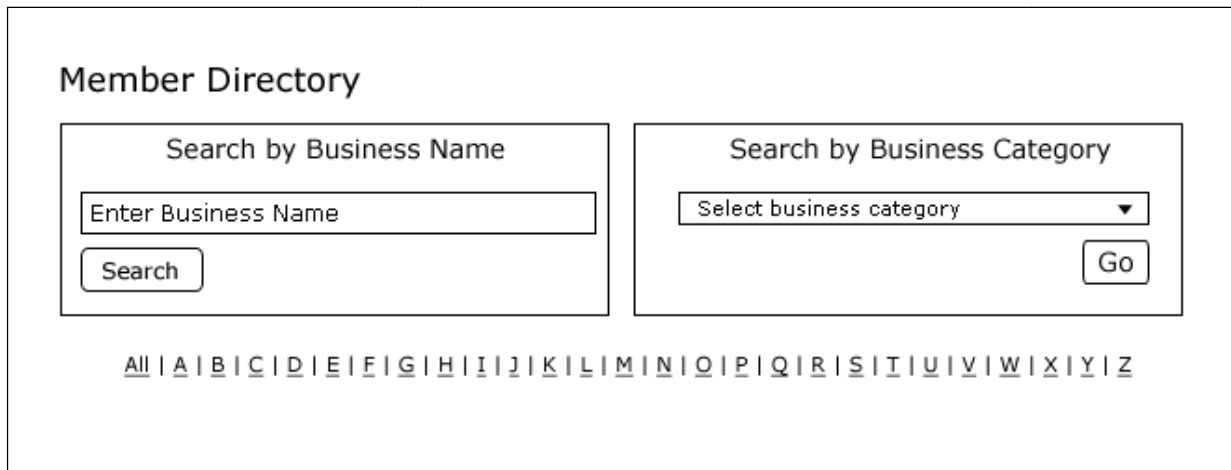 Member Directory
Search by Business Name
Enter Business Name
Search
Search by Business Category
Select business category
Go
All | A | B | C | D | E | F | G | H | I | J | K | L | M | N | O | P | Q | R | S | T | U | V | W | X | Y | Z